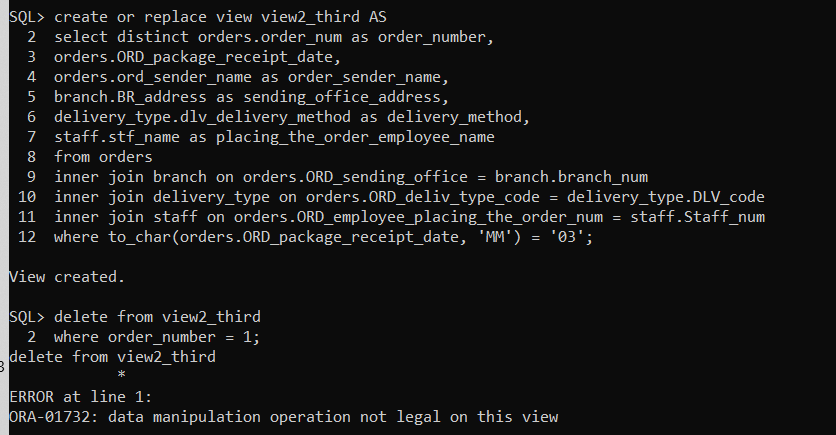 SQL> create or replace view view2_third AS
  2  select distinct orders.order_num as order_number,
  3  orders.ORD_package_receipt_date,
  4  orders.ord_sender_name as order_sender_name,
  5  branch.BR_address as sending_office_address,
  6  delivery_type.dlv_delivery_method as delivery_method,
  7  staff.stf_name as placing_the_order_employee_name
  8  from orders
  9  inner join branch on orders.ORD_sending_office = branch.branch_num
 10  inner join delivery_type on orders.ORD_deliv_type_code = delivery_type.DLV_code
 11  inner join staff on orders.ORD_employee_placing_the_order_num = staff.Staff_num
 12  where to_char(orders.ORD_package_receipt_date, 'MM') = '03';
View created.
SQL> delete from view2_third
  2  where order_number = 1;
delete from view2_third
            *
ERROR at line 1:
ORA-01732: data manipulation operation not legal on this view